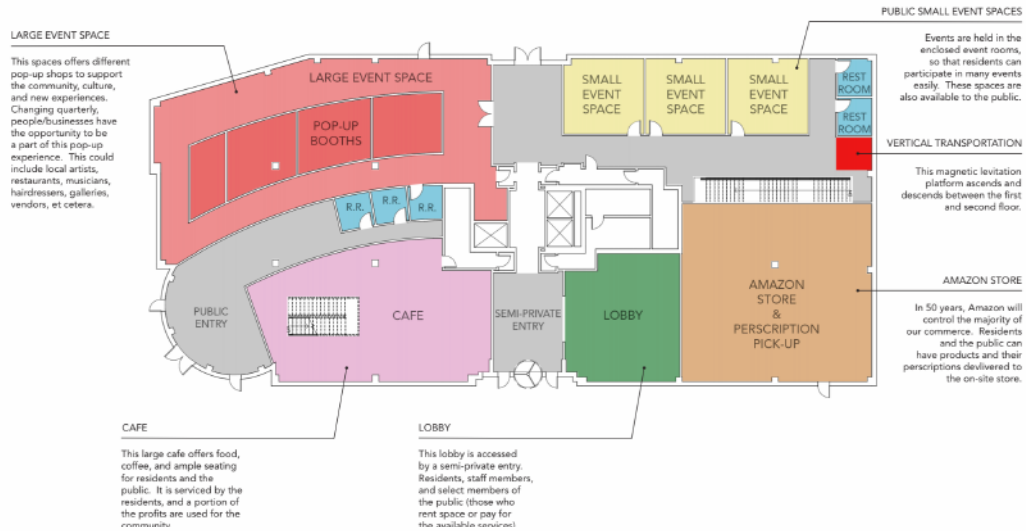 PUBLIC SMALL EVENT SPACES
LARGE EVENT SPACE
This spaces offers different
pop-up shops to support
the community, culture,
and new experiences.
Changing quarterly,
people/businesses have
the opportunity to be
a part of this pop-up
experience. This could
include local artists,
restaurants, musicians,
hairdressers, galleries,
vendors, et cetera.
Events are held in the
enclosed event rooms,
so that residents can
participate in many events
easily. These spaces are
also available to the public.
LARGE EVENT SPACE
POP-UP
BOOTHS
SMALL
EVENT
SPACE
SMALL
EVENT
SPACE
SMALL
EVENT
SPACE
REST
ROOM
REST
ROOM
VERTICAL TRANSPORTATION
This magnetic levitation
platform ascends and
descends between the first
and second floor.
R.R.
R.R.
R.R.
PUBLIC
ENTRY
CAFE
SEMI-PRIVATE
ENTRY
LOBBY
AMAZON
STORE
&
PERSCRIPTION
PICK-UP
AMAZON STORE
In 50 years, Amazon will
control the majority of
our commerce. Residents
and the public can
have products and their
perscriptions devlivered to
the on-site store.
CAFE
This large cafe offers food,
coffee, and ample seating
for residents and the
public. It is serviced by the
residents, and a portion of
the profits are used for the
community.
LOBBY
This lobby is accessed
by a semi-private entry.
Residents, staff members,
and select members of
the public (those who
rent space or pay for
the available services)